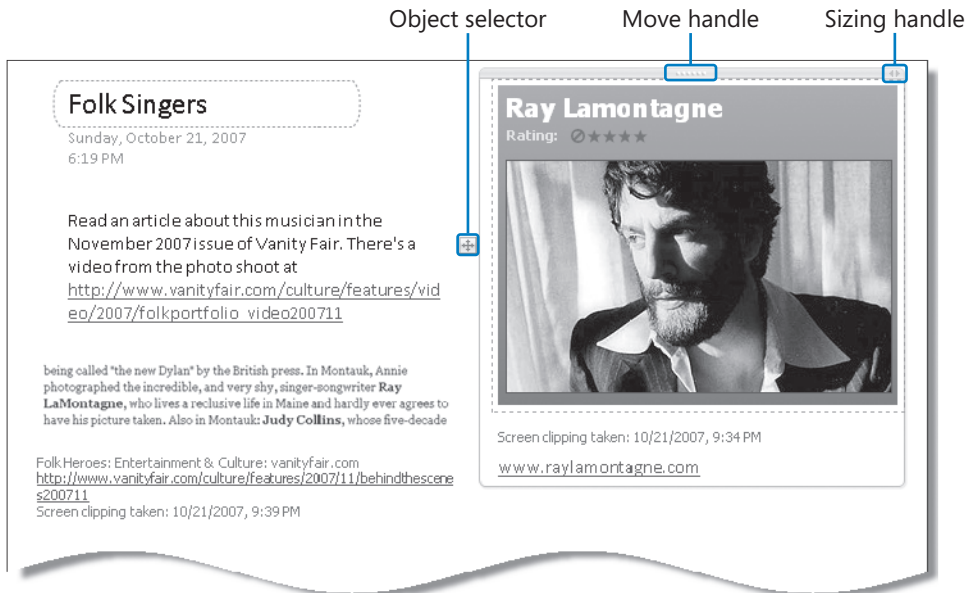 Object selector
Move handle
Sizing handle
Folk Singers
Sunday, October 21, 2007
6:19 PM
Read an article about this musician in the
November 2007 issue of Vanity Fair. There's a
video from the photo shoot at
http://www.vanityfair.com/culture/features/vid
eo/2007/folkportfolio_video200711
being called "the new Dylan" by the British press. In Montauk, Annie
photographed the incredible, and very shy, singer-songwriter Ray
LaMontagne, who lives a reclusive life in Maine and hardly ever agrees to
have his picture taken. Also in Montauk: Judy Collins, whose five-decade
Folk Heroes: Entertainment & Culture: vanityfair.com
http://www.vanityfair.com/culture/features/2007/11/behindthescene
s200711
Screen clipping taken: 10/21/2007, 9:39 PM
Ray Lamontagne
Rating:
Screen clipping taken: 10/21/2007, 9:34 PM
www.raylamontagne.com